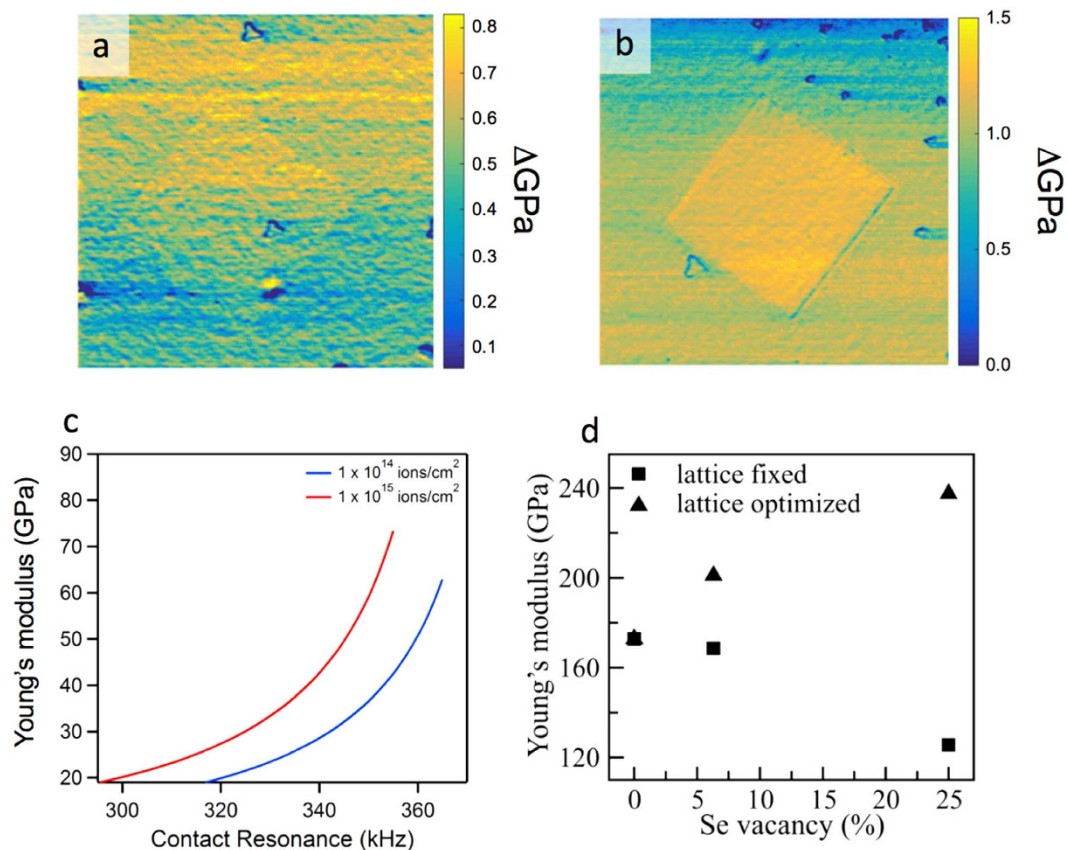 a
0.8
0.7
0.6
0.5
0.4
0.3
0.2
0.1
ΔGPa
b
1.5
1.0
0.5
0.0
ΔGPa
c
90
80
70
60
50
40
30
20
Young's modulus (GPa)
1 x 10¹⁴ ions/cm²
1 x 10¹⁵ ions/cm²
300 320 340 360
Contact Resonance (kHz)
d
lattice fixed
lattice optimized
240
200
160
120
Young's modulus (GPa)
0 5 10 15 20 25
Se vacancy (%)